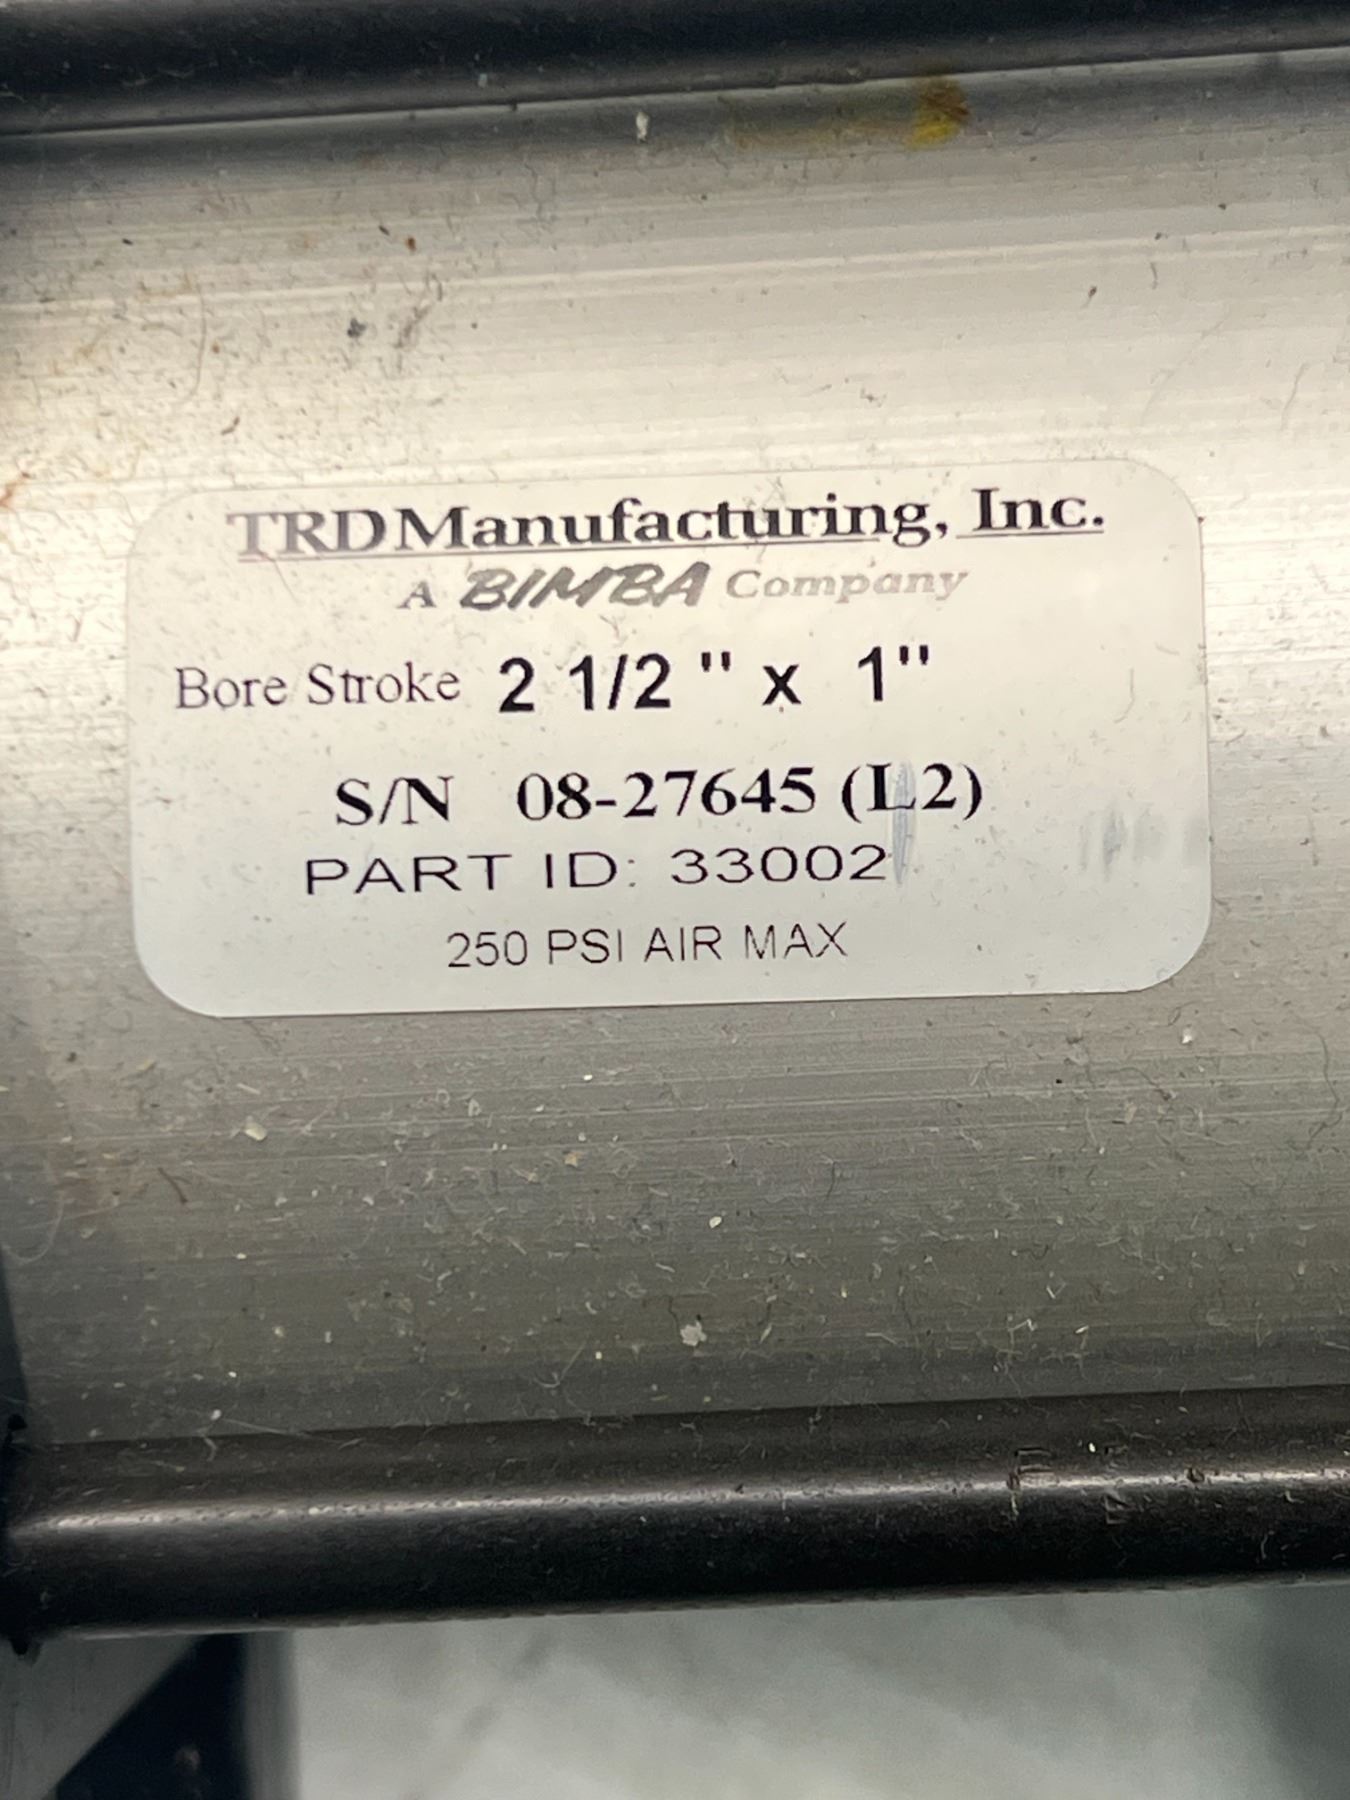 TRD Manufacturing, Inc.
A BIMBA Company
Bore Stroke 2 1/2 " x 1"
S/N 08-27645 (L2)
PART ID: 33002
250 PSI AIR MAX